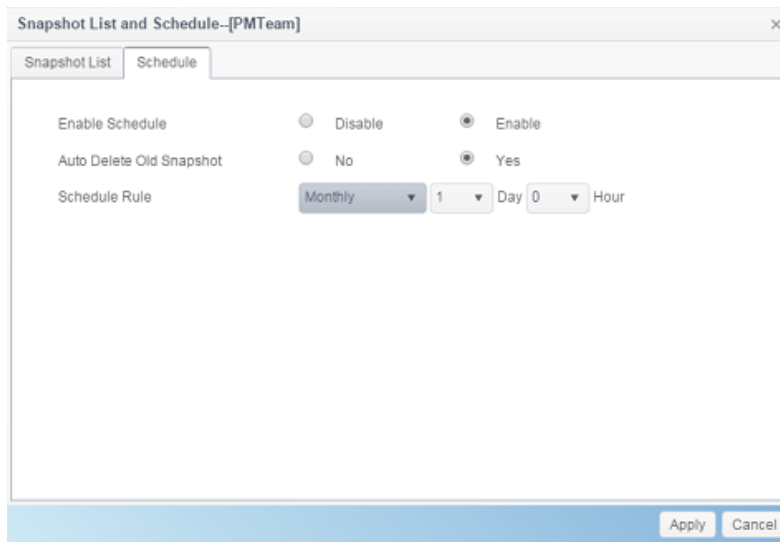 Snapshot List and Schedule--[PMTeam]
Snapshot List Schedule
Enable Schedule Disable Enable
Auto Delete Old Snapshot No Yes
Schedule Rule Monthly 1 Day 0 Hour
Apply Cancel